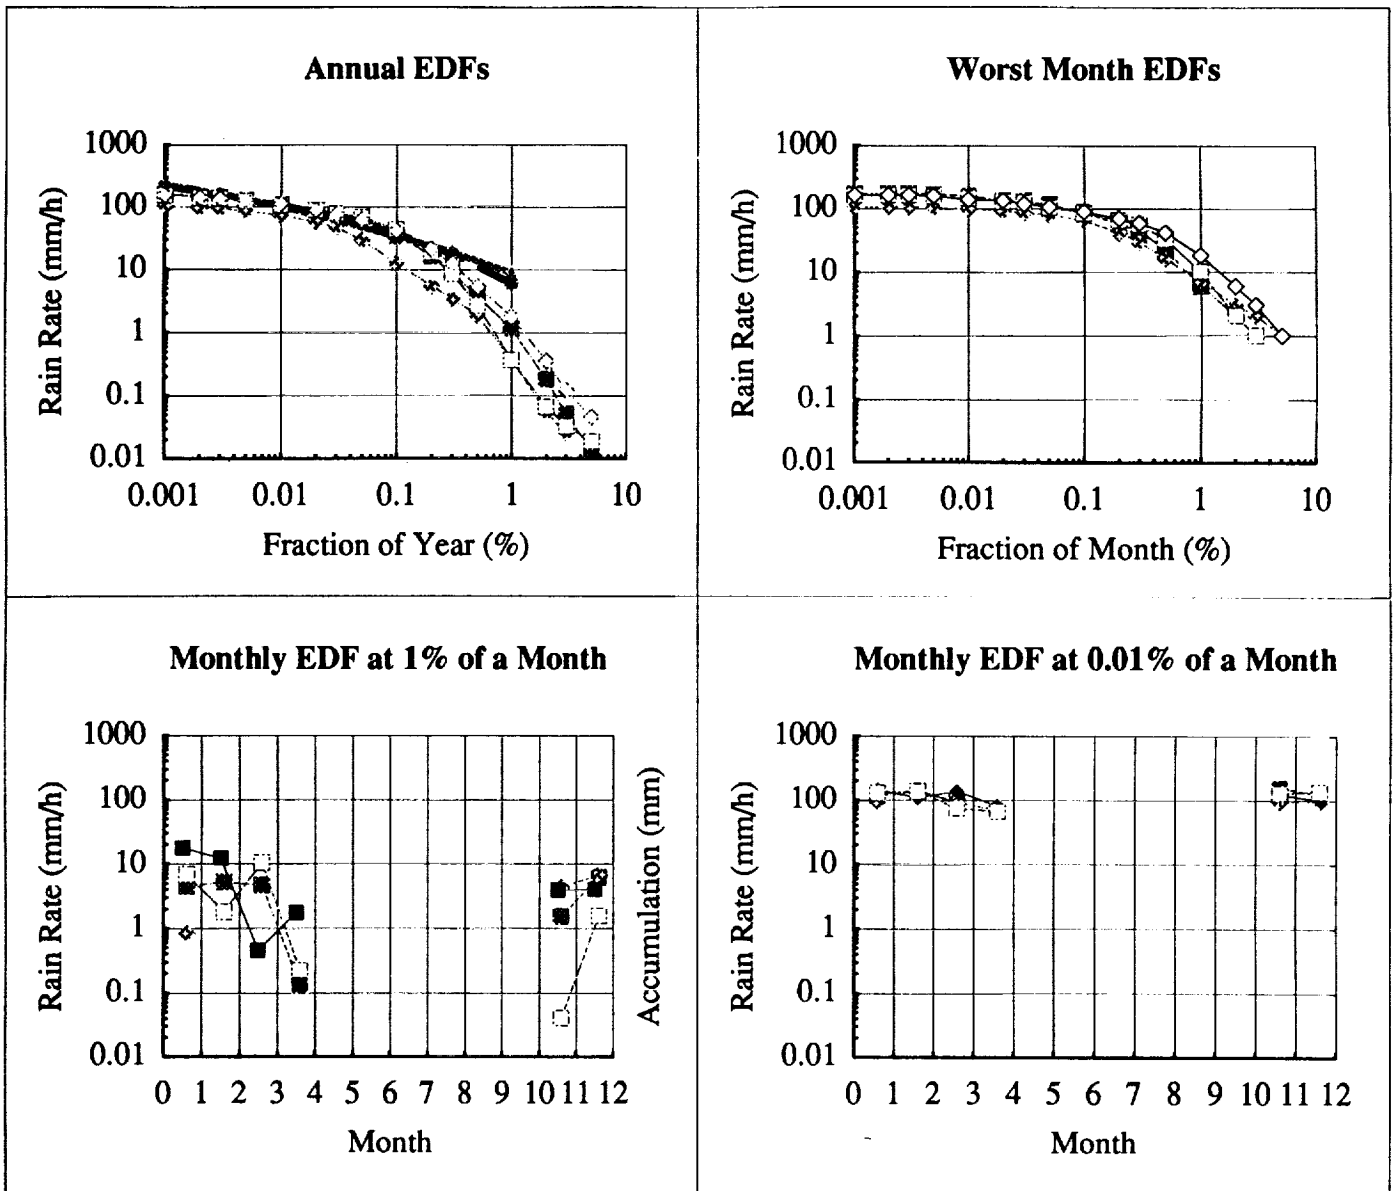 Annual EDFs
1000
100
10
1
0.1
0.01
Rain Rate (mm/h)
0.001 0.01 0.1 1 10
Fraction of Year (%)
Worst Month EDFs
1000
100
10
1
0.1
0.01
Rain Rate (mm/h)
0.001 0.01 0.1 1 10
Fraction of Month (%)
Monthly EDF at 1% of a Month
1000
100
10
1
0.1
0.01
Rain Rate (mm/h)
Accumulation (mm)
0 1 2 3 4 5 6 7 8 9 10 11 12
Month
Monthly EDF at 0.01% of a Month
1000
100
10
1
0.1
0.01
Rain Rate (mm/h)
0 1 2 3 4 5 6 7 8 9 10 11 12
Month